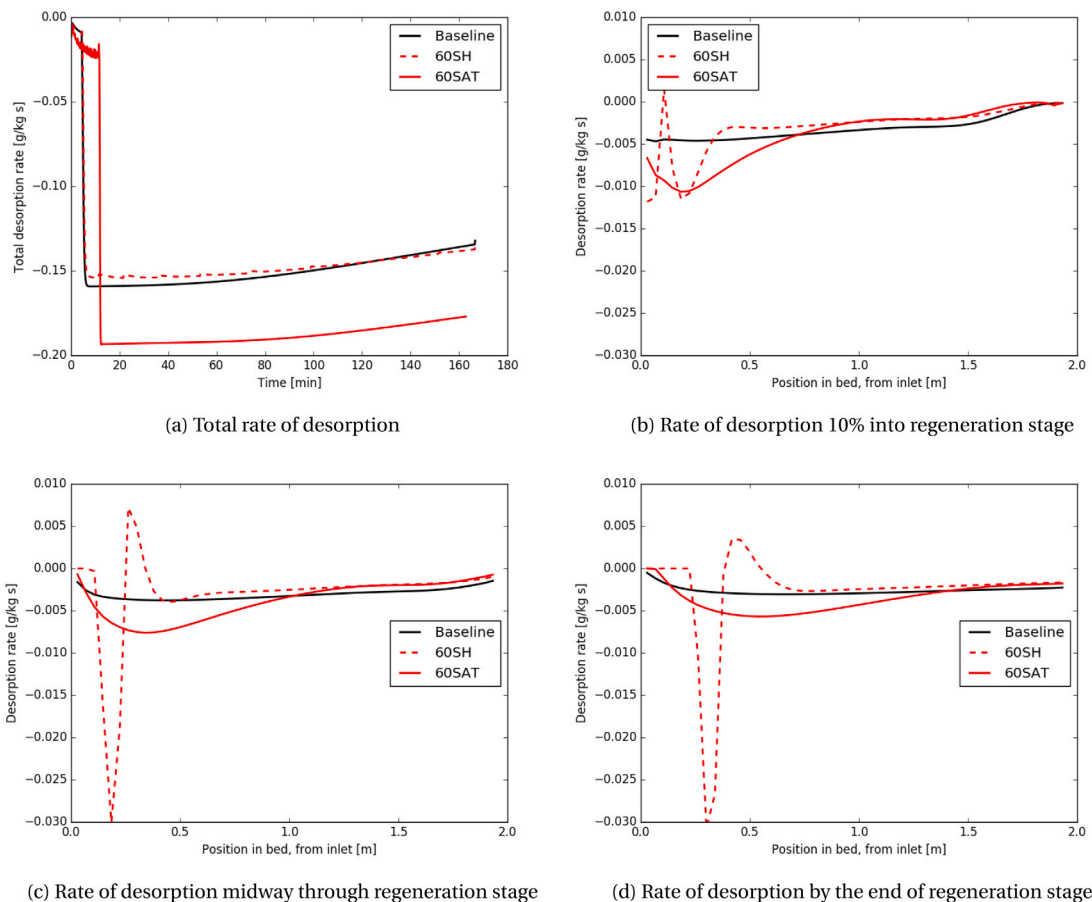 0.00
−0.05
−0.10
−0.15
−0.20
Total desorption rate [g/kg s]
Baseline
60SH
60SAT
0 20 40 60 80 100 120 140 160 180
Time [min]
(a) Total rate of desorption
0.010
0.005
0.000
−0.005
−0.010
−0.015
−0.020
−0.025
−0.030
Desorption rate [g/kg s]
Baseline
60SH
60SAT
0.0 0.5 1.0 1.5 2.0
Position in bed, from inlet [m]
(b) Rate of desorption 10% into regeneration stage
0.010
0.005
0.000
−0.005
−0.010
−0.015
−0.020
−0.025
−0.030
Desorption rate [g/kg s]
Baseline
60SH
60SAT
0.0 0.5 1.0 1.5 2.0
Position in bed, from inlet [m]
(c) Rate of desorption midway through regeneration stage
0.010
0.005
0.000
−0.005
−0.010
−0.015
−0.020
−0.025
−0.030
Desorption rate [g/kg s]
Baseline
60SH
60SAT
0.0 0.5 1.0 1.5 2.0
Position in bed, from inlet [m]
(d) Rate of desorption by the end of regeneration stage